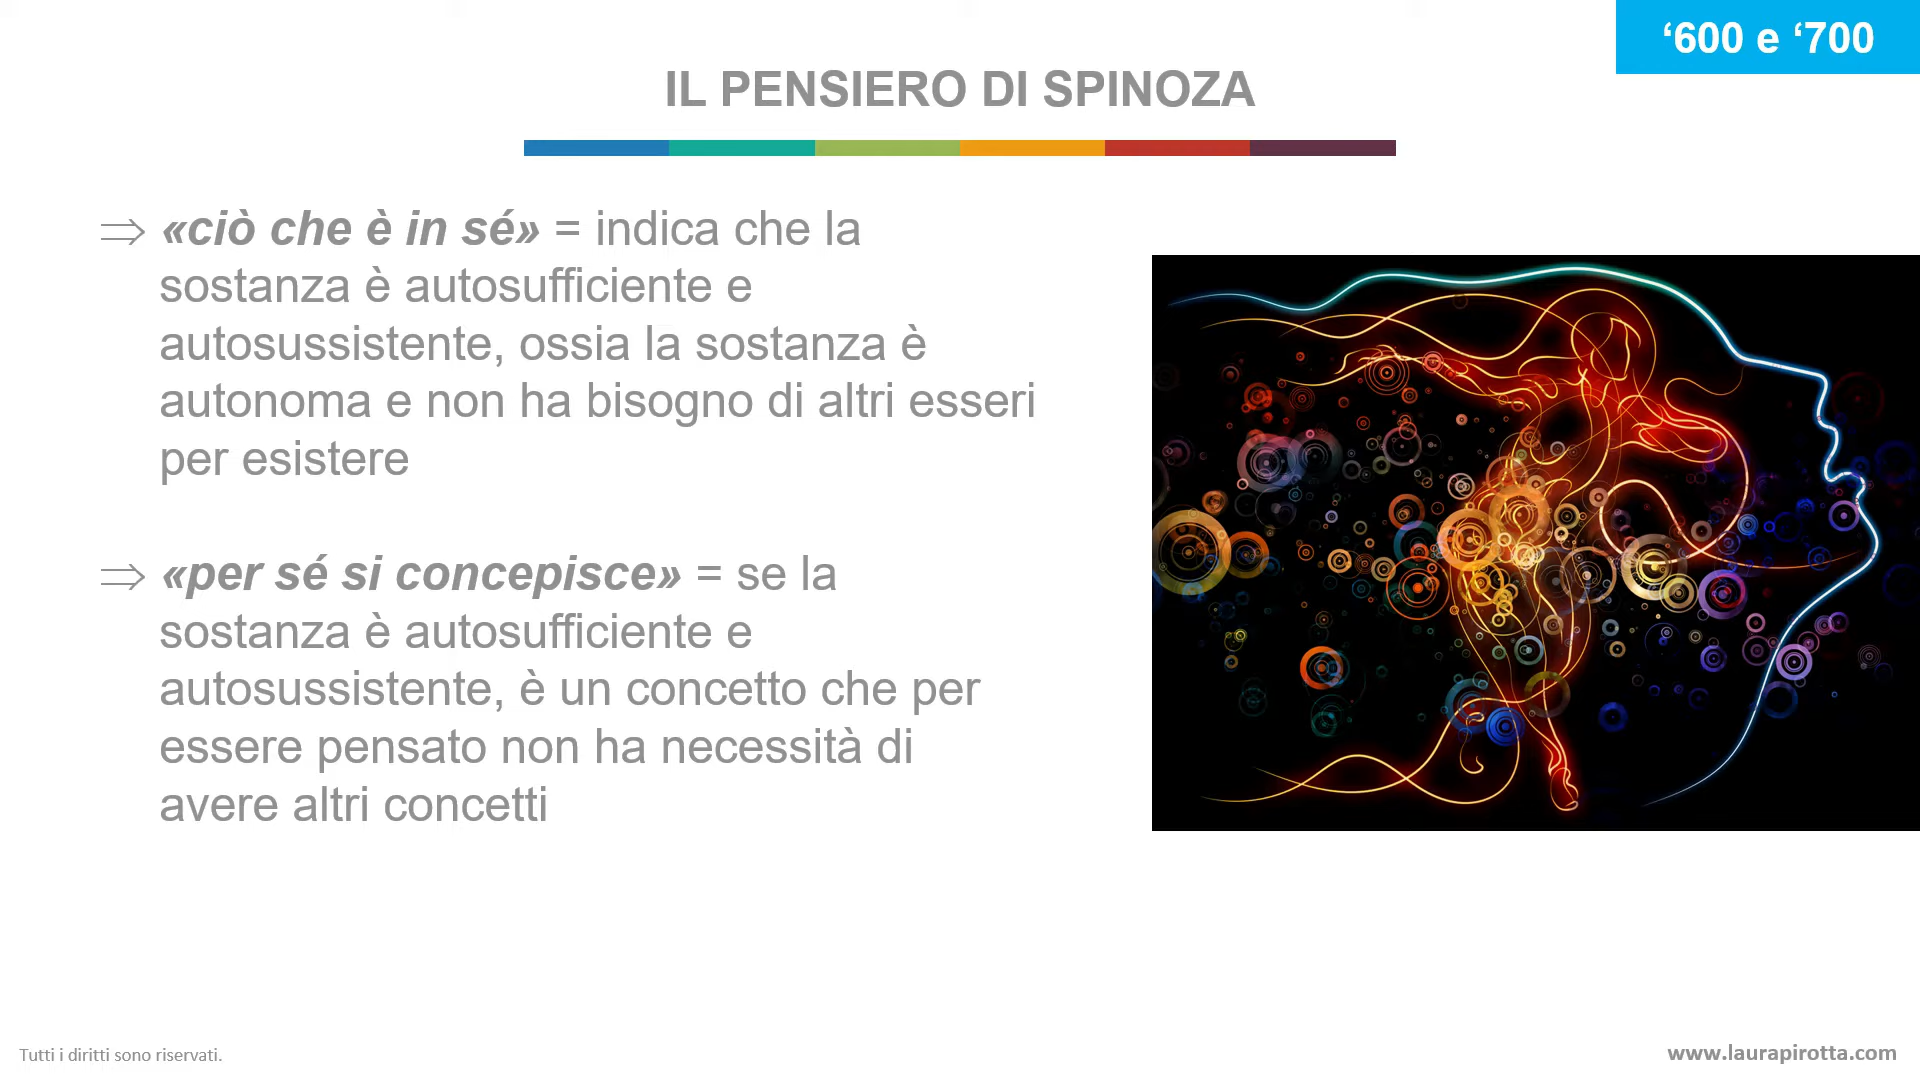 ‘600 e ‘700
IL PENSIERO DI SPINOZA
⇒ «ciò che è in sé» = indica che la
sostanza è autosufficiente e
autosussistente, ossia la sostanza è
autonoma e non ha bisogno di altri esseri
per esistere
⇒ «per sé si concepisce» = se la
sostanza è autosufficiente e
autosussistente, è un concetto che per
essere pensato non ha necessità di
avere altri concetti
Tutti i diritti sono riservati.
www.laurapirotta.com